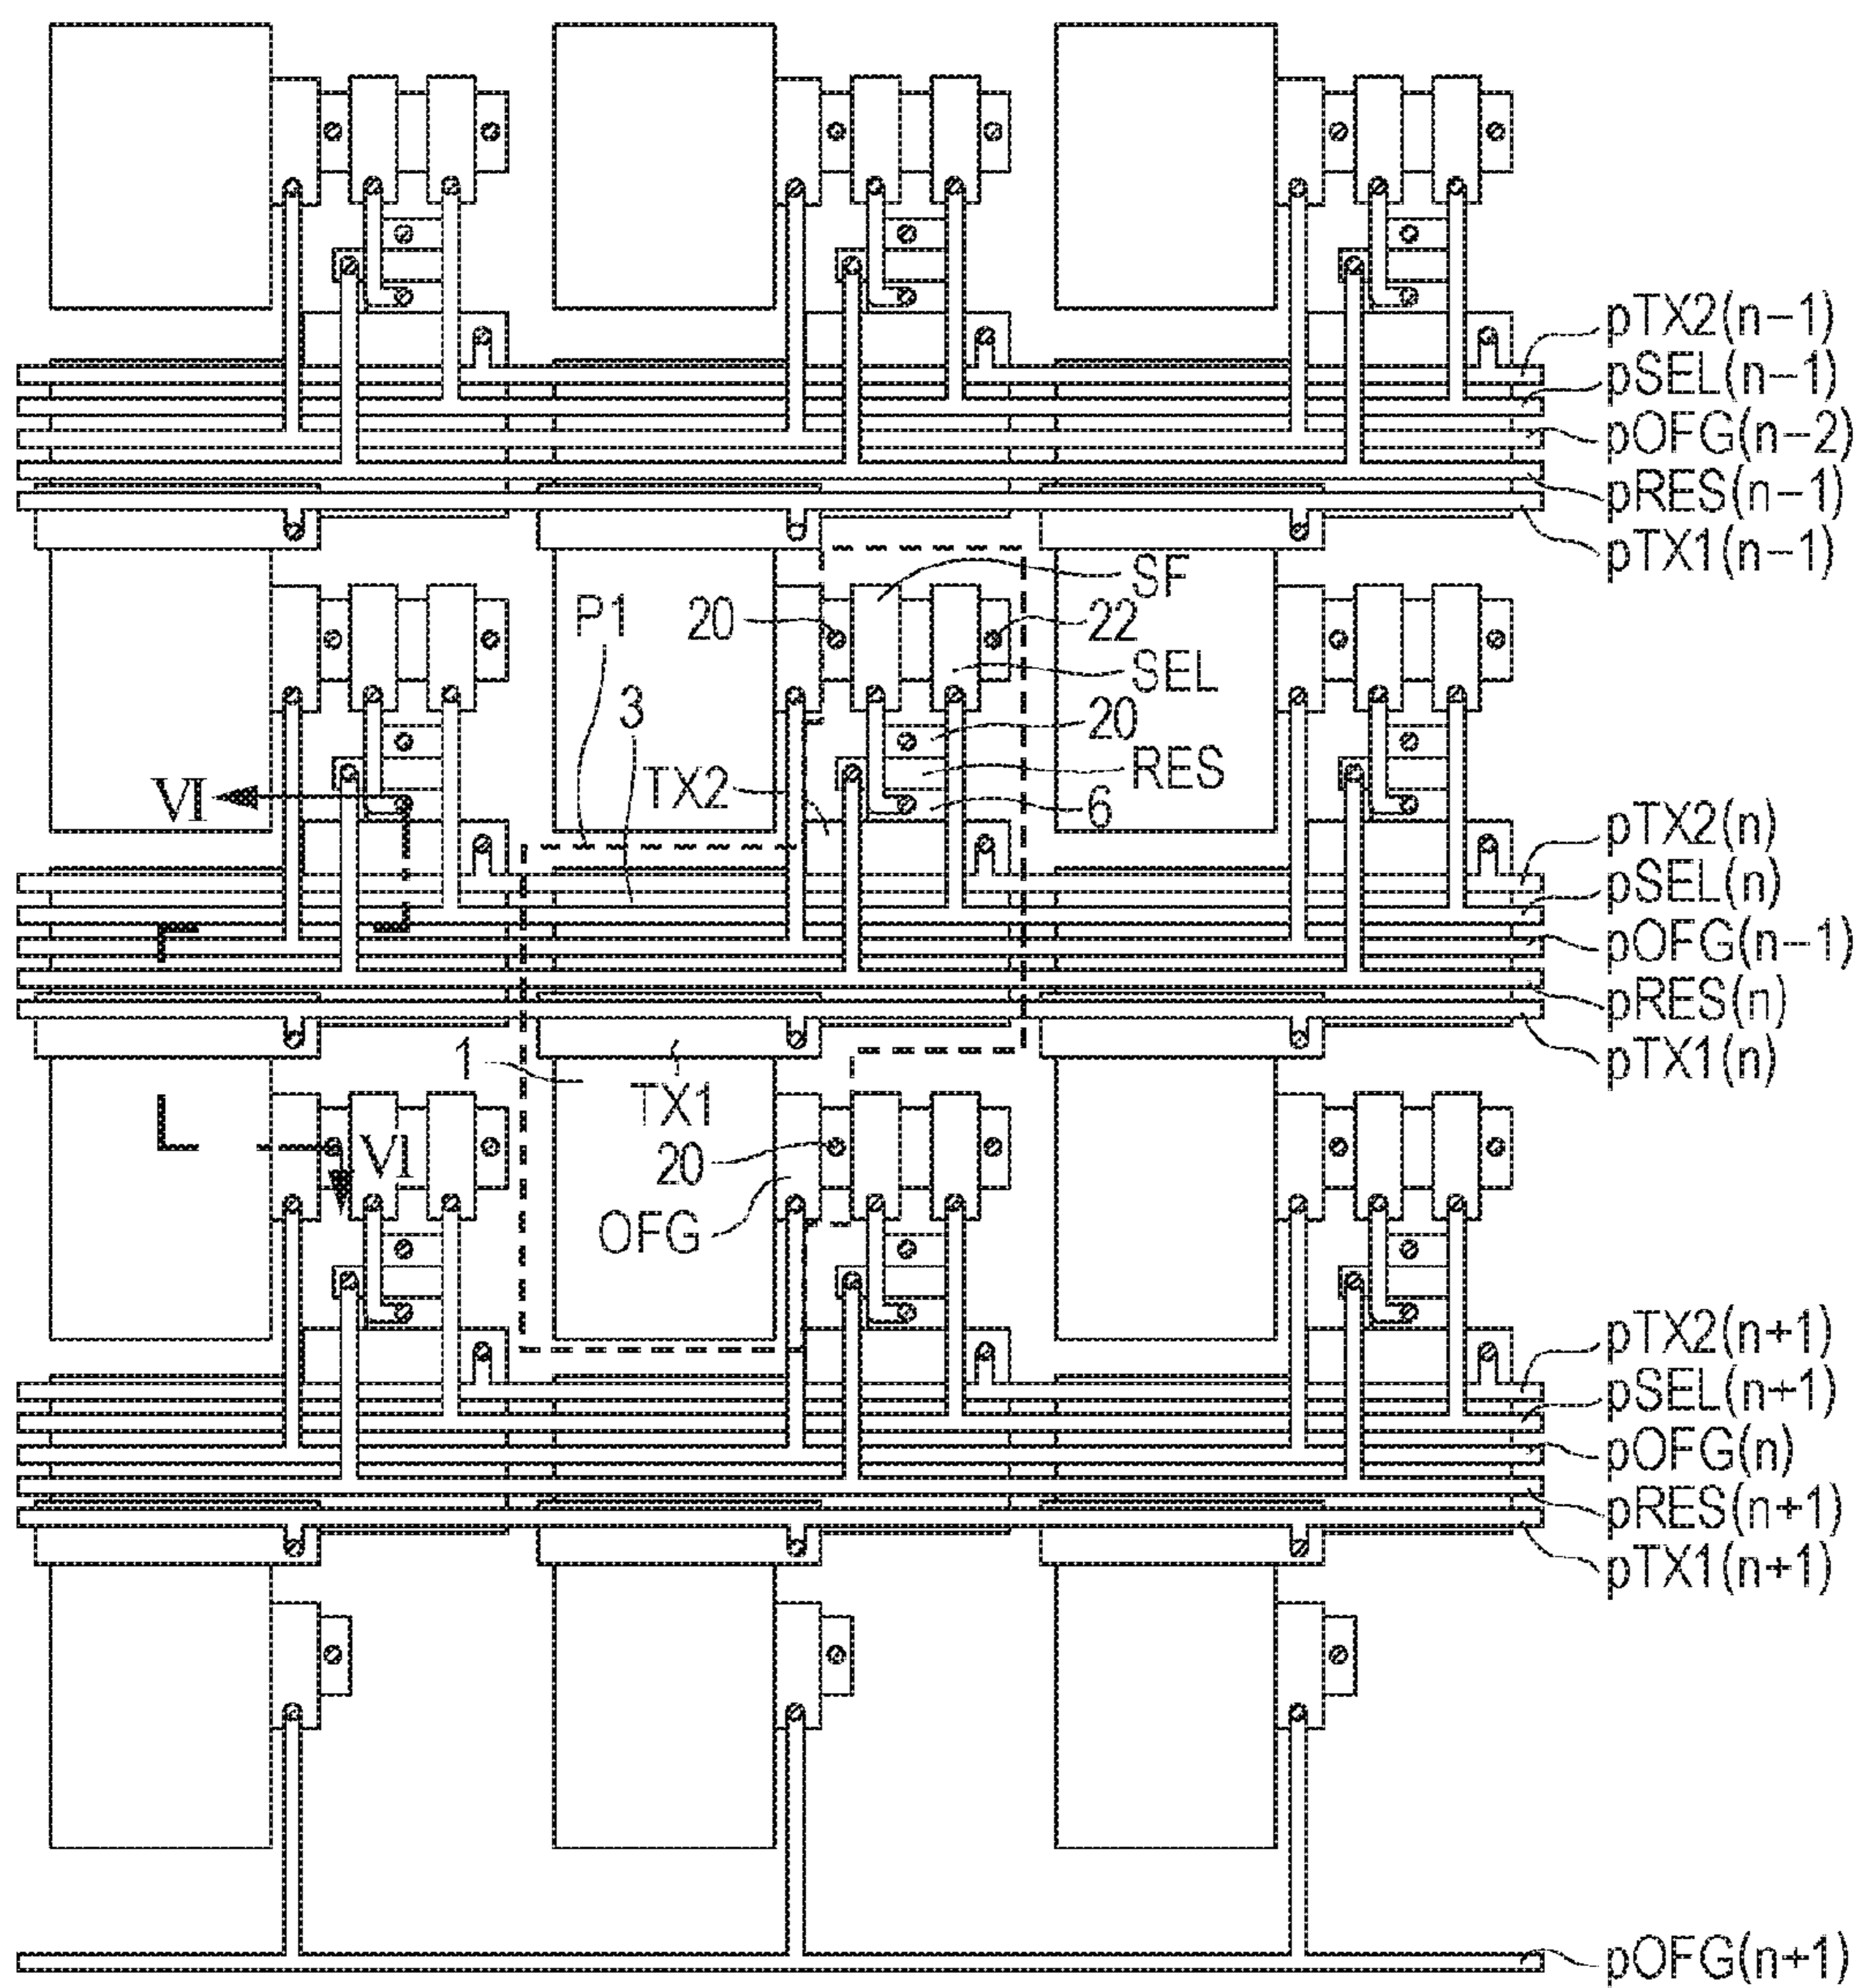 pTX2(n−1)
pSEL(n−1)
pOFG(n−2)
pRES(n−1)
pTX1(n−1)
SF
P1
20
22
SEL
3
20
RES
TX2
VI
6
pTX2(n)
pSEL(n)
pOFG(n−1)
pRES(n)
pTX1(n)
1
TX1
VI
20
OFG
pTX2(n+1)
pSEL(n+1)
pOFG(n)
pRES(n+1)
pTX1(n+1)
pOFG(n+1)